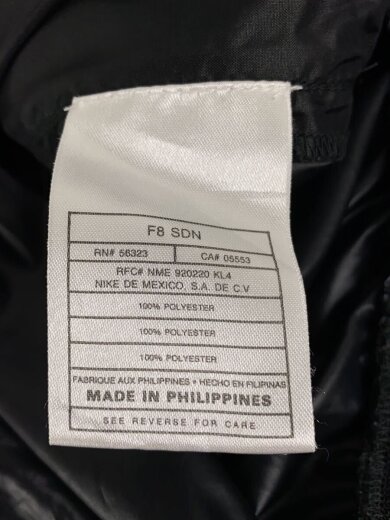 F8 SDN
RN# 56323 CA# 05553
RFC# NME 920220 KL4
NIKE DE MEXICO, S.A. DE C.V
100% POLYESTER
100% POLYESTER
100% POLYESTER
FABRIQUE AUX PHILIPPINES • HECHO EN FILIPINAS
MADE IN PHILIPPINES
SEE REVERSE FOR CARE